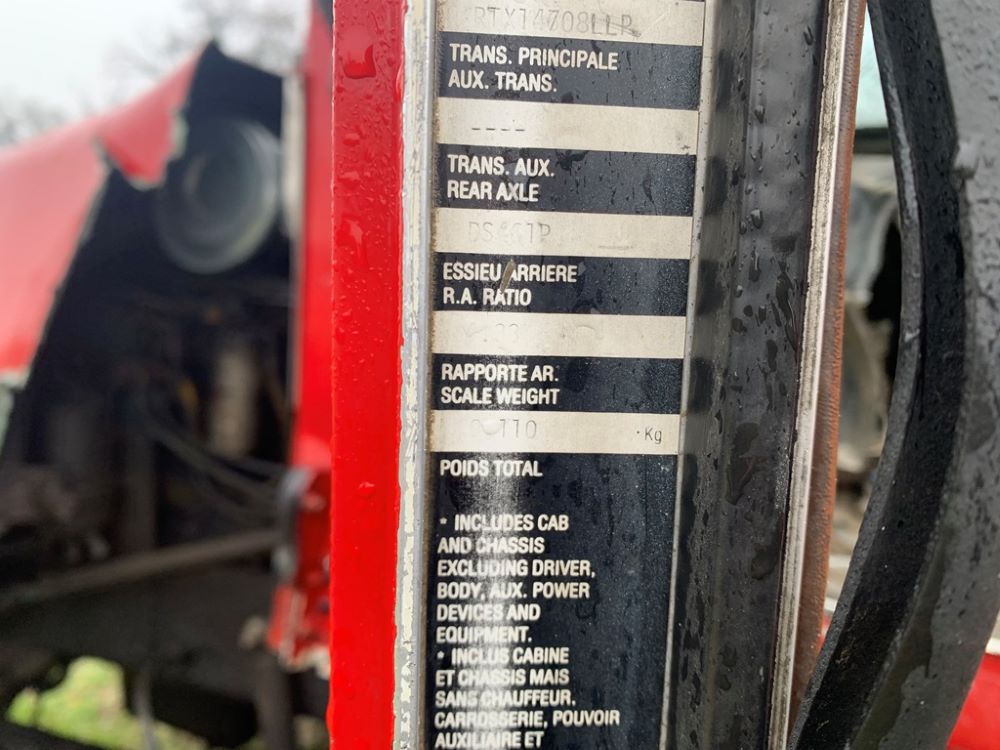 RTX14708LLP
TRANS. PRINCIPALE
AUX. TRANS.
----
TRANS. AUX.
REAR AXLE
ESSIEU ARRIERE
R.A. RATIO
RAPPORTE AR.
SCALE WEIGHT
110 ·Kg
POIDS TOTAL
* INCLUDES CAB
AND CHASSIS
EXCLUDING DRIVER,
BODY, AUX. POWER
DEVICES AND
EQUIPMENT.
* INCLUS CABINE
ET CHASSIS MAIS
SANS CHAUFFEUR,
CARROSSERIE, POUVOIR
AUXILIAIRE ET